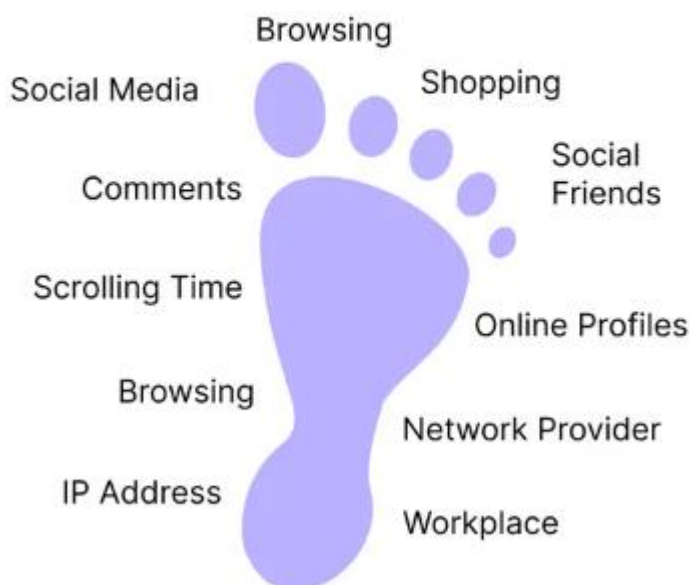 Browsing
Social Media
Shopping
Social
Friends
Comments
Scrolling Time
Online Profiles
Browsing
Network Provider
IP Address
Workplace